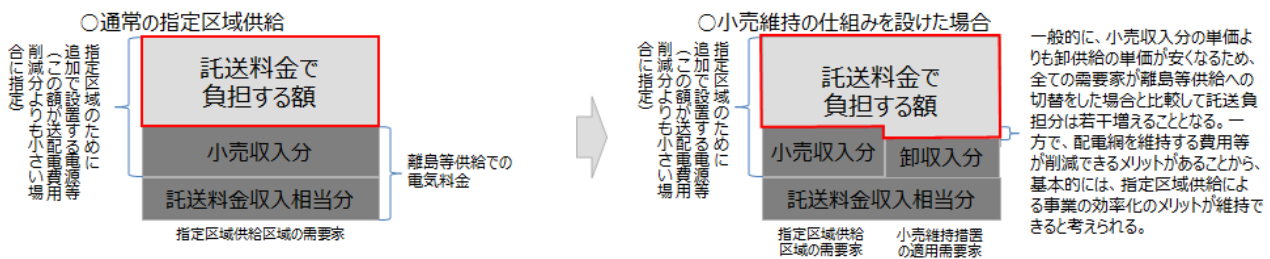 ○通常の指定区域供給
指定区域のために
追加で設置する電源等
（この額が送配電費用
削減分よりも小さい場
合に指定）
託送料金で
負担する額
小売収入分
託送料金収入相当分
離島等供給での
電気料金
指定区域供給区域の需要家
○小売維持の仕組みを設けた場合
指定区域のために
追加で設置する電源等
（この額が送配電費用
削減分よりも小さい場
合に指定）
託送料金で
負担する額
小売収入分
卸収入分
託送料金収入相当分
指定区域供給
区域の需要家
小売維持措置
の適用需要家
一般的に、小売収入分の単価よ
りも卸供給の単価が安くなるため、
全ての需要家が離島等供給への
切替をした場合と比較して託送負
担分は若干増えることとなる。一
方で、配電網を維持する費用等
が削減できるメリットがあることから、
基本的には、指定区域供給によ
る事業の効率化のメリットが維持で
きると考えられる。